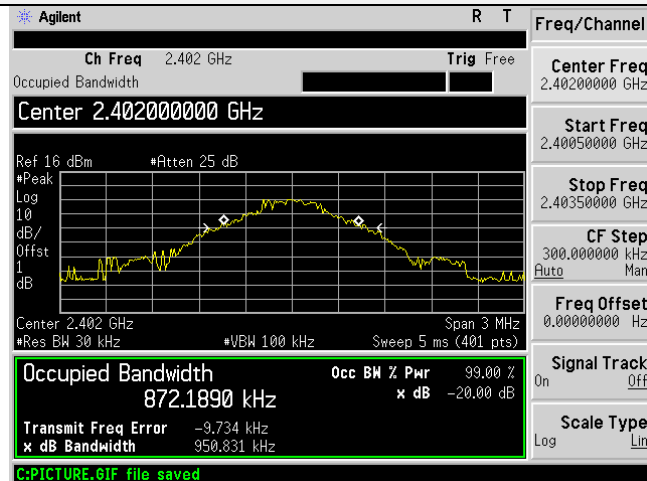 Agilent R T
Freq/Channel
Ch Freq 2.402 GHz Trig Free
Occupied Bandwidth
Center 2.402000000 GHz
Ref 16 dBm #Atten 25 dB
#Peak
Log
10
dB/
Offst
1
dB
Center 2.402 GHz Span 3 MHz
#Res BW 30 kHz #VBW 100 kHz Sweep 5 ms (401 pts)
Occupied Bandwidth Occ BW % Pwr 99.00 %
872.1890 kHz x dB -20.00 dB
Transmit Freq Error -9.734 kHz
x dB Bandwidth 950.831 kHz
C:PICTURE.GIF file saved
Center Freq
2.40200000 GHz
Start Freq
2.40050000 GHz
Stop Freq
2.40350000 GHz
CF Step
300.000000 kHz
Auto Man
Freq Offset
0.00000000 Hz
Signal Track
On Off
Scale Type
Log Lin